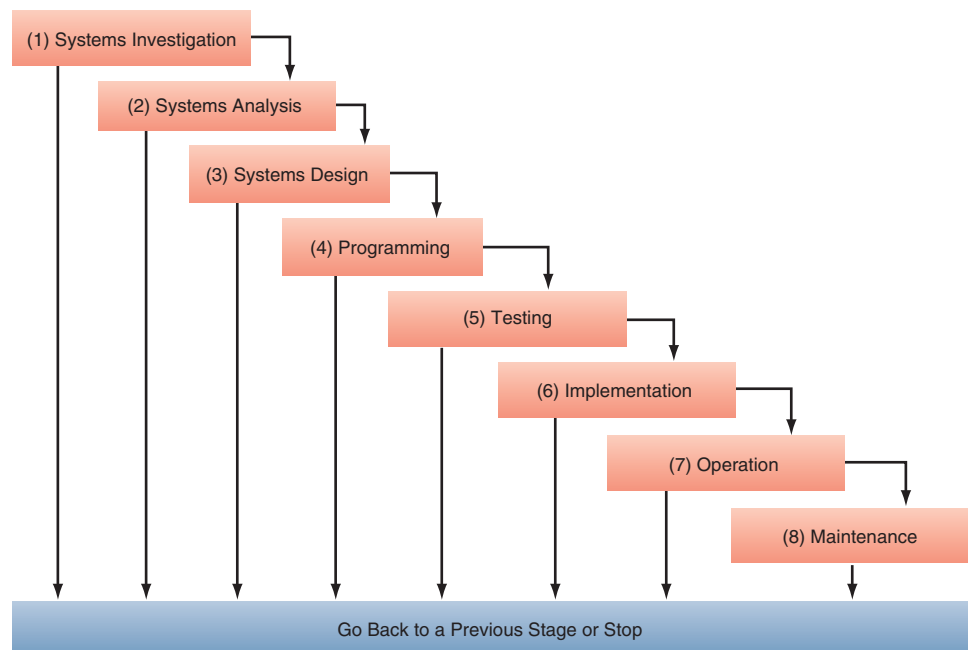 (1) Systems Investigation
(2) Systems Analysis
(3) Systems Design
(4) Programming
(5) Testing
(6) Implementation
(7) Operation
(8) Maintenance
Go Back to a Previous Stage or Stop